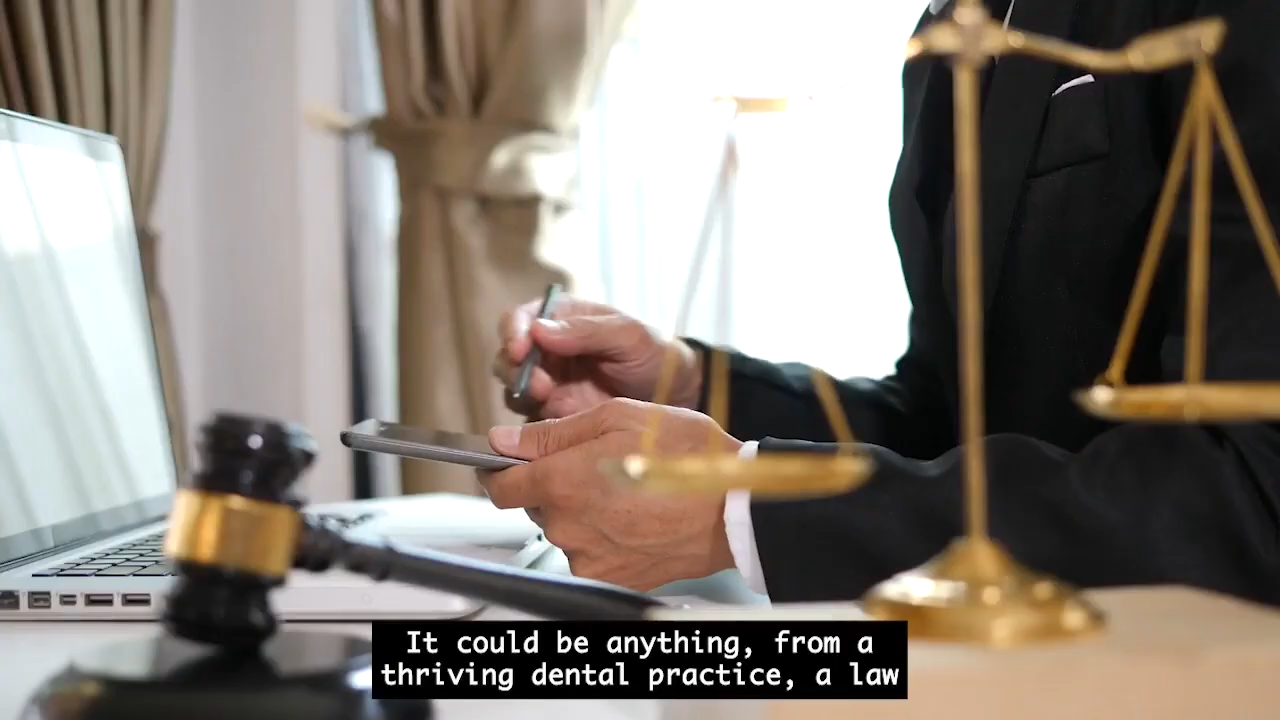 It could be anything, from a
thriving dental practice, a law